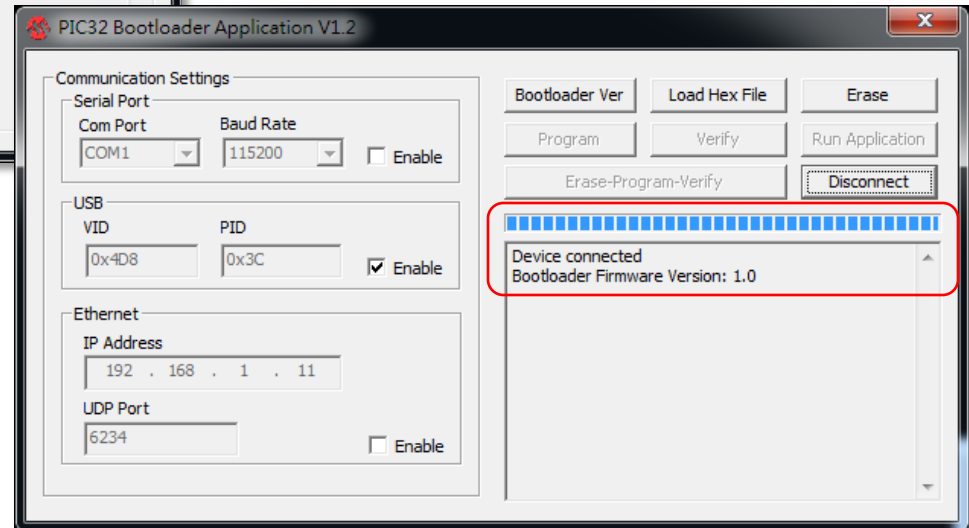 PIC32 Bootloader Application V1.2
x
Communication Settings
Serial Port
Com Port Baud Rate
COM1 115200 Enable
USB
VID PID
0x4D8 0x3C Enable
Ethernet
IP Address
192 . 168 . 1 . 11
UDP Port
6234 Enable
Bootloader Ver Load Hex File Erase
Program Verify Run Application
Erase-Program-Verify Disconnect
Device connected
Bootloader Firmware Version: 1.0